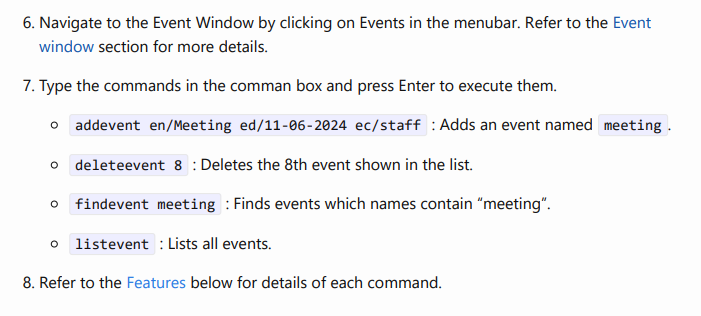 6. Navigate to the Event Window by clicking on Events in the menubar. Refer to the Event
window section for more details.
7. Type the commands in the comman box and press Enter to execute them.
addevent en/Meeting ed/11-06-2024 ec/staff : Adds an event named meeting .
deleteevent 8 : Deletes the 8th event shown in the list.
findevent meeting : Finds events which names contain “meeting”.
listevent : Lists all events.
8. Refer to the Features below for details of each command.